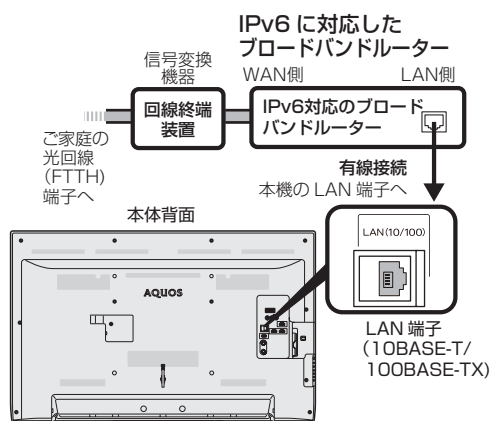 IPv6 に対応した
ブロードバンドルーター
信号変換
機器
WAN側
LAN側
回線終端
装置
IPv6対応のブロード
バンドルーター
ご家庭の
光回線
(FTTH)
端子へ
有線接続
本機の LAN 端子へ
本体背面
LAN(10/100)
AQUOS
LAN 端子
(10BASE-T/
100BASE-TX)